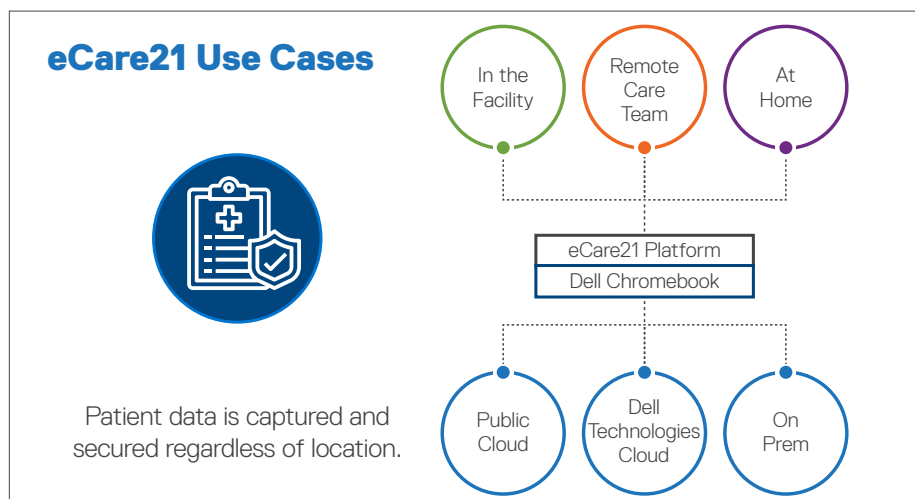 eCare21 Use Cases
In the
Facility
Remote
Care
Team
At
Home
eCare21 Platform
Dell Chromebook
Patient data is captured and
secured regardless of location.
Public
Cloud
Dell
Technologies
Cloud
On
Prem